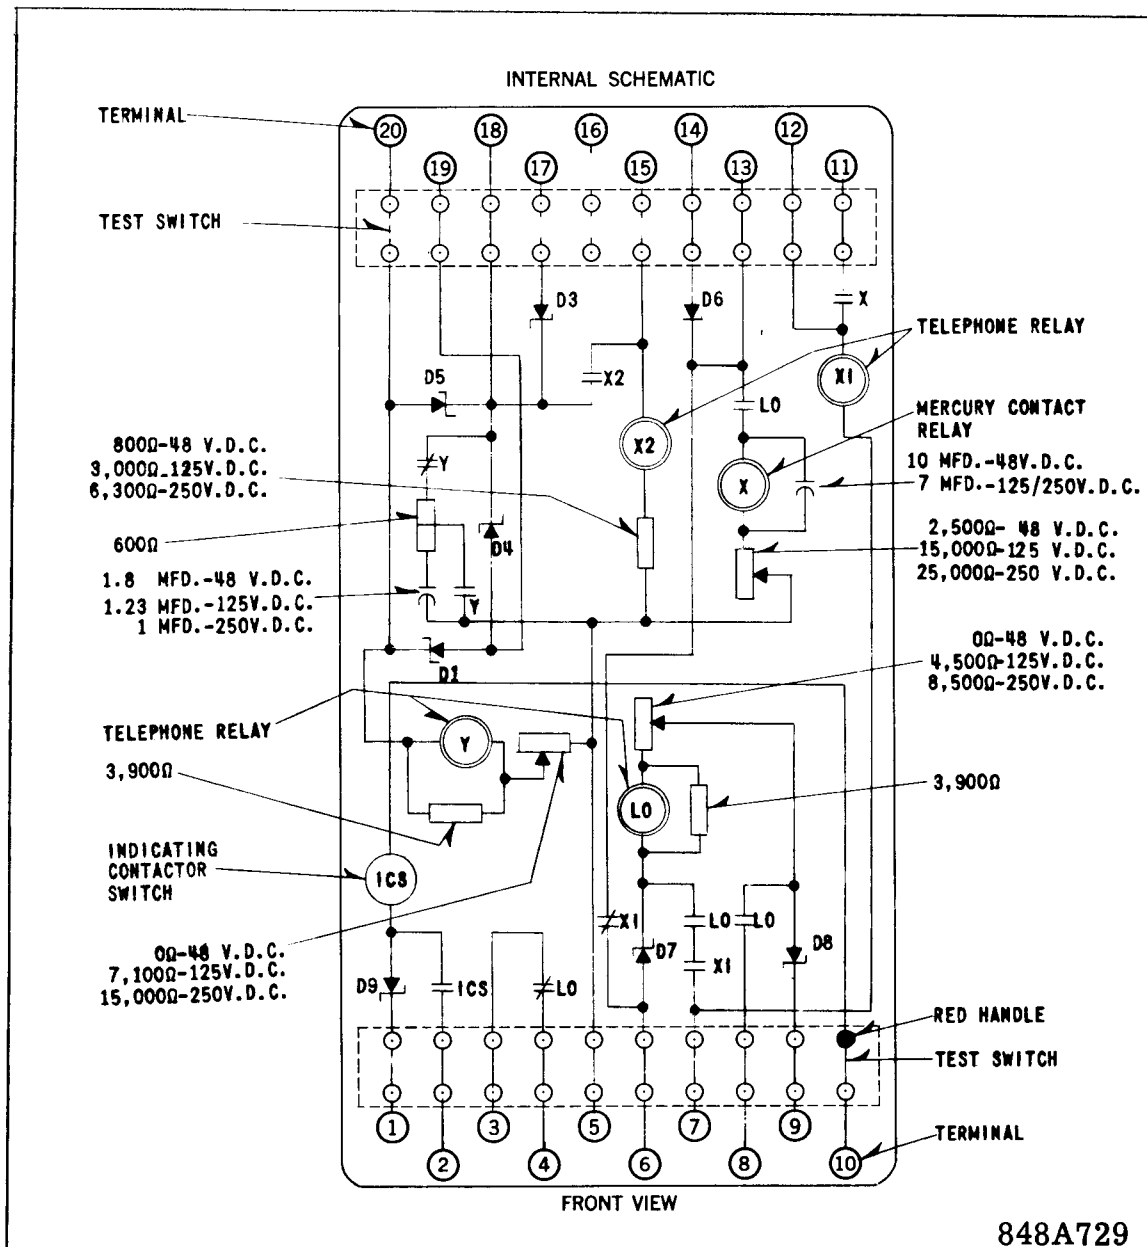 INTERNAL SCHEMATIC
TERMINAL
20
18
16
14
12
19
17
15
13
11
TEST SWITCH
D3
D6
X
TELEPHONE RELAY
D5
X2
X1
LO
MERCURY CONTACT
RELAY
800Ω-48 V.D.C.
3,000Ω-125V.D.C.
6,300Ω-250V.D.C.
Y
X2
X
10 MFD.-48V.D.C.
7 MFD.-125/250V.D.C.
600Ω
D4
2,500Ω- 48 V.D.C.
15,000Ω-125 V.D.C.
25,000Ω-250 V.D.C.
1.8 MFD.-48 V.D.C.
1.23 MFD.-125V.D.C.
1 MFD.-250V.D.C.
Y
D1
0Ω-48 V.D.C.
4,500Ω-125V.D.C.
8,500Ω-250V.D.C.
TELEPHONE RELAY
Y
3,900Ω
LO
3,900Ω
INDICATING
CONTACTOR
SWITCH
ICS
X1
LO
LO
D7
D8
0Ω-48 V.D.C.
7,100Ω-125V.D.C.
15,000Ω-250V.D.C.
D9
ICS
LO
X1
RED HANDLE
TEST SWITCH
1
3
5
7
9
TERMINAL
2
4
6
8
10
FRONT VIEW
848A729